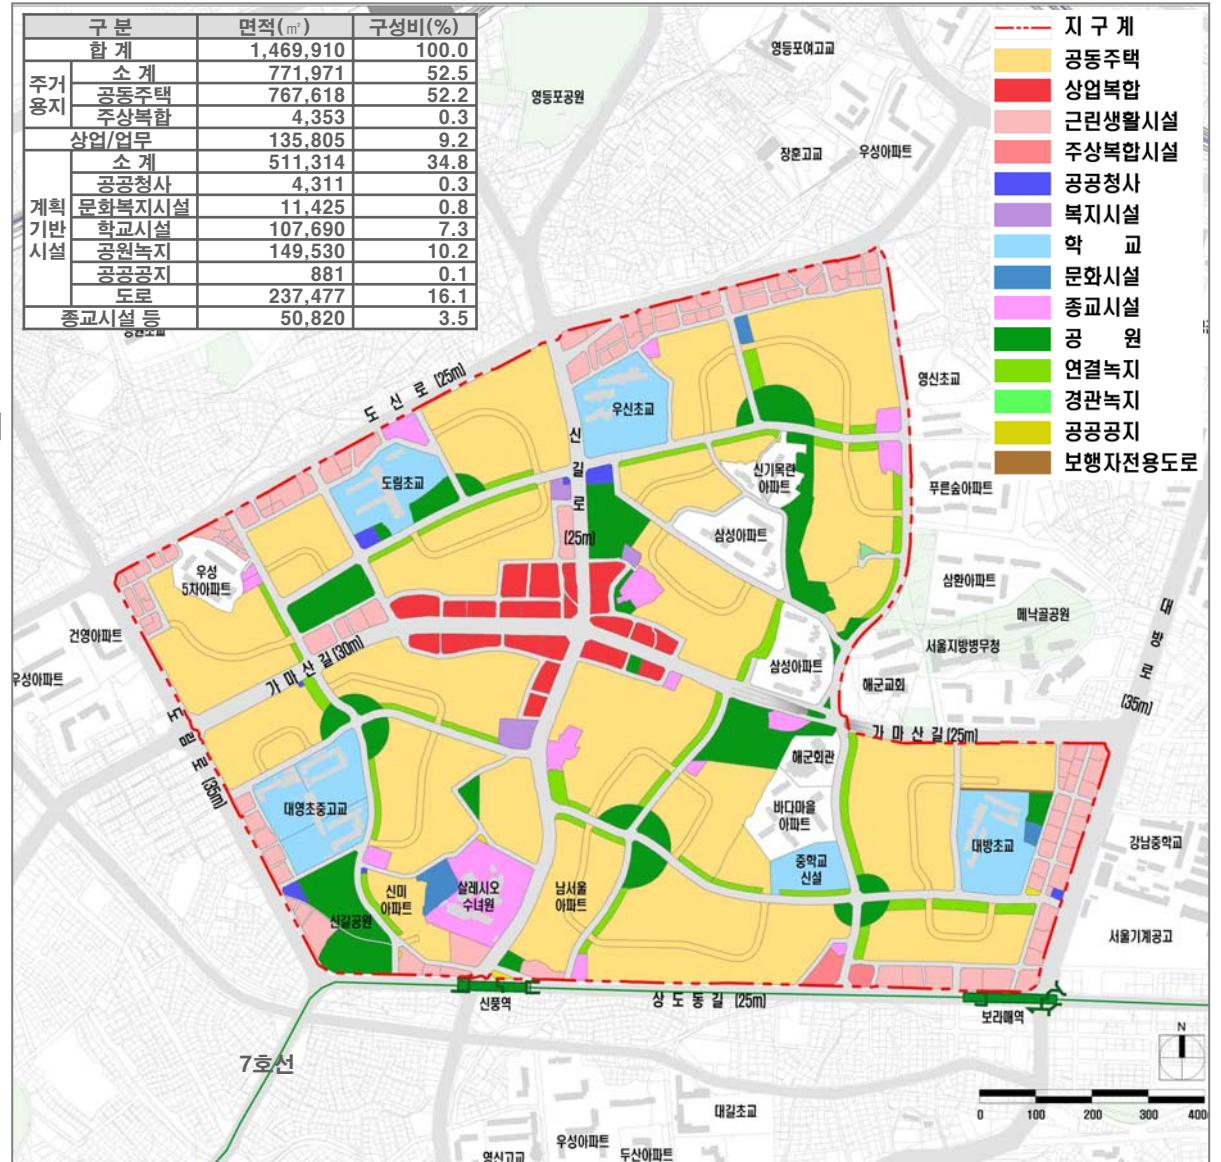 구 분 면적(㎡) 구성비(%)
합 계 1,469,910 100.0
주거용지 소 계 771,971 52.5
공동주택 767,618 52.2
주상복합 4,353 0.3
상업/업무 135,805 9.2
계획기반시설 소 계 511,314 34.8
공공청사 4,311 0.3
문화복지시설 11,425 0.8
학교시설 107,690 7.3
공원녹지 149,530 10.2
공공공지 881 0.1
도로 237,477 16.1
종교시설 등 50,820 3.5
지 구 계
공동주택
상업복합
근린생활시설
주상복합시설
공공청사
복지시설
학 교
문화시설
종교시설
공 원
연결녹지
경관녹지
공공공지
보행자전용도로
영등포여고교
영등포공원
장훈고교
우성아파트
도 신 로 (25m)
영신초교
우신초교
신 길 로 (25m)
도림초교
신기목련
아파트
푸른숲아파트
삼성아파트
우성
5차아파트
삼환아파트
메낙골공원
대 방 로 (35m)
건영아파트
서울지방병무청
우성아파트
가 마 산 길 (30m)
삼성아파트
해군교회
도 림 로 (35m)
가 마 산 길 (25m)
해군회관
대영초중고교
바다마을
아파트
대방초교
강남중학교
중학교
신설
신미
아파트
살레시오
수녀원
남서울
아파트
신길공원
서울기계공고
신풍역
상 도 동 길 (25m)
보라매역
N
7호선
0 100 200 300 400
대길초교
우성아파트
두산아파트
영신고교